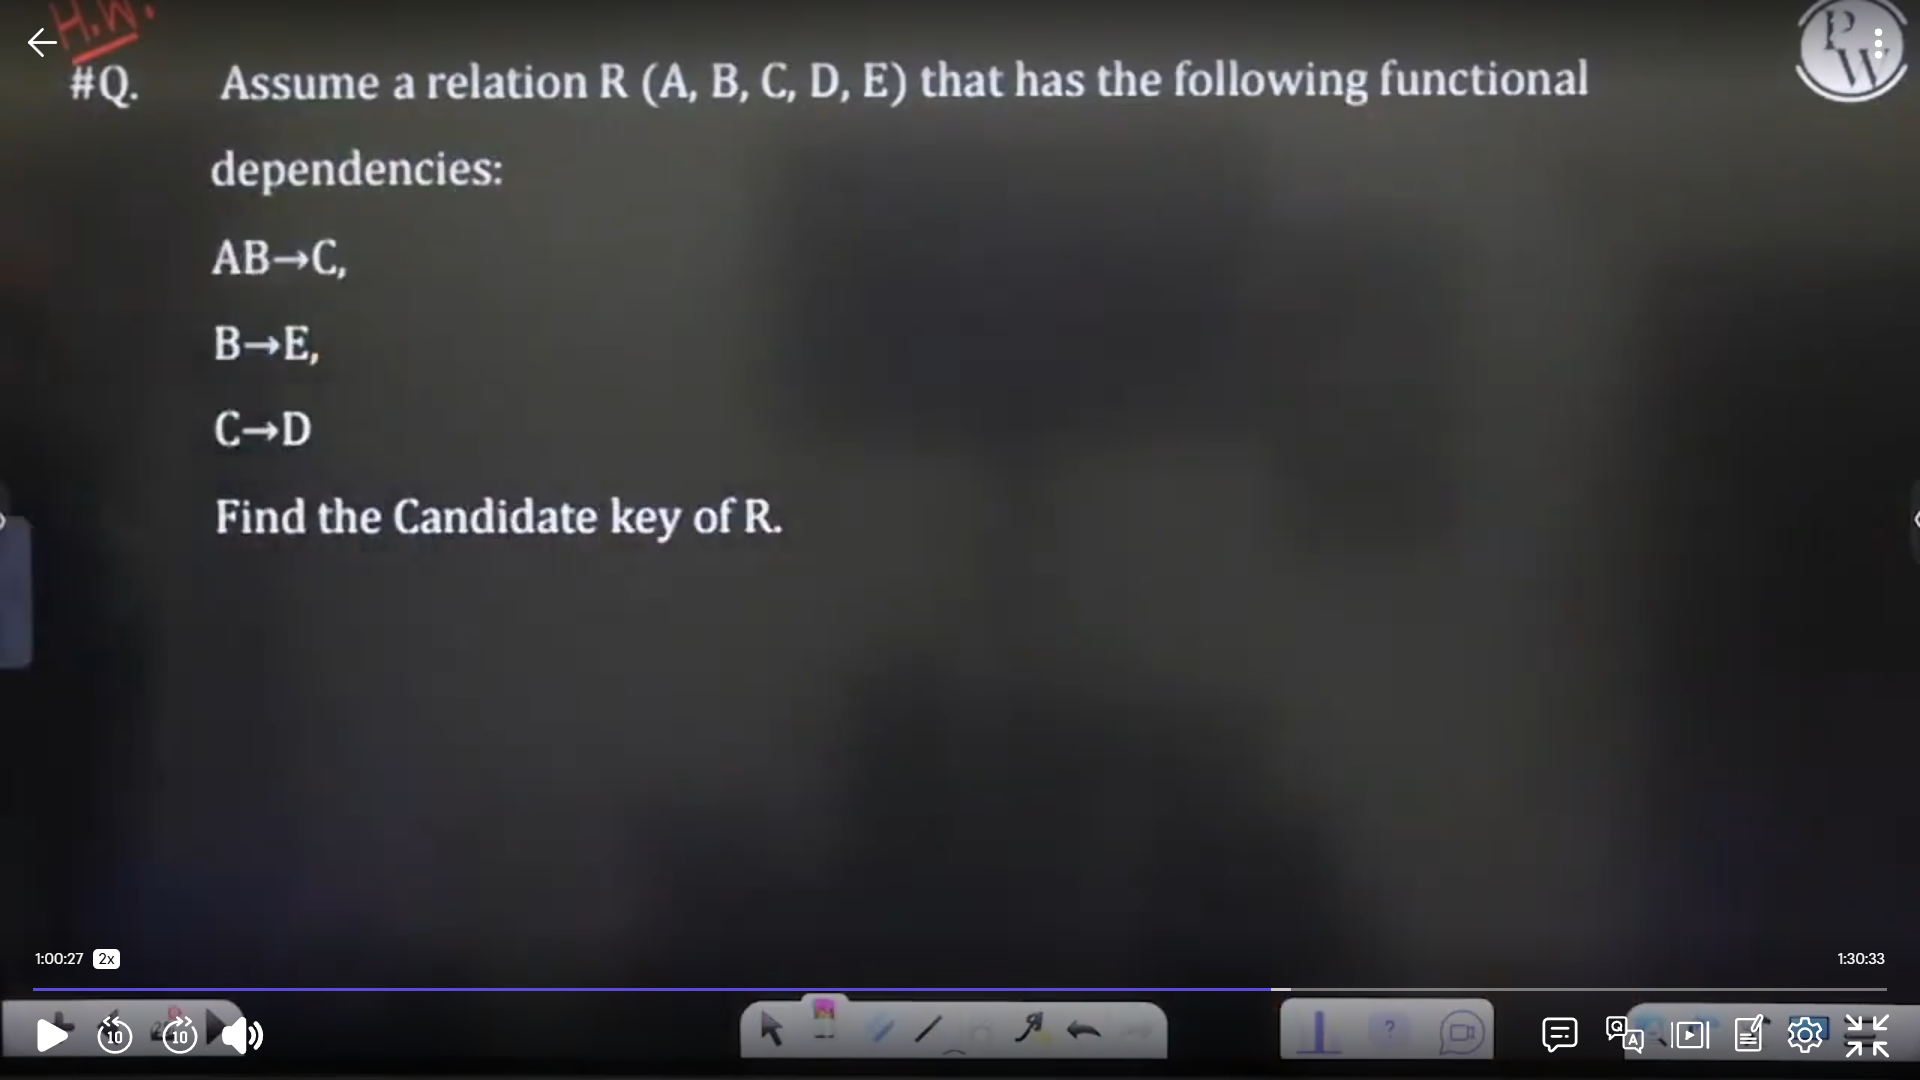 H.W.
#Q. Assume a relation R (A, B, C, D, E) that has the following functional
dependencies:
AB→C,
B→E,
C→D
Find the Candidate key of R.
P
W
1:00:27 2x 1:30:33
10 10
?
Q A